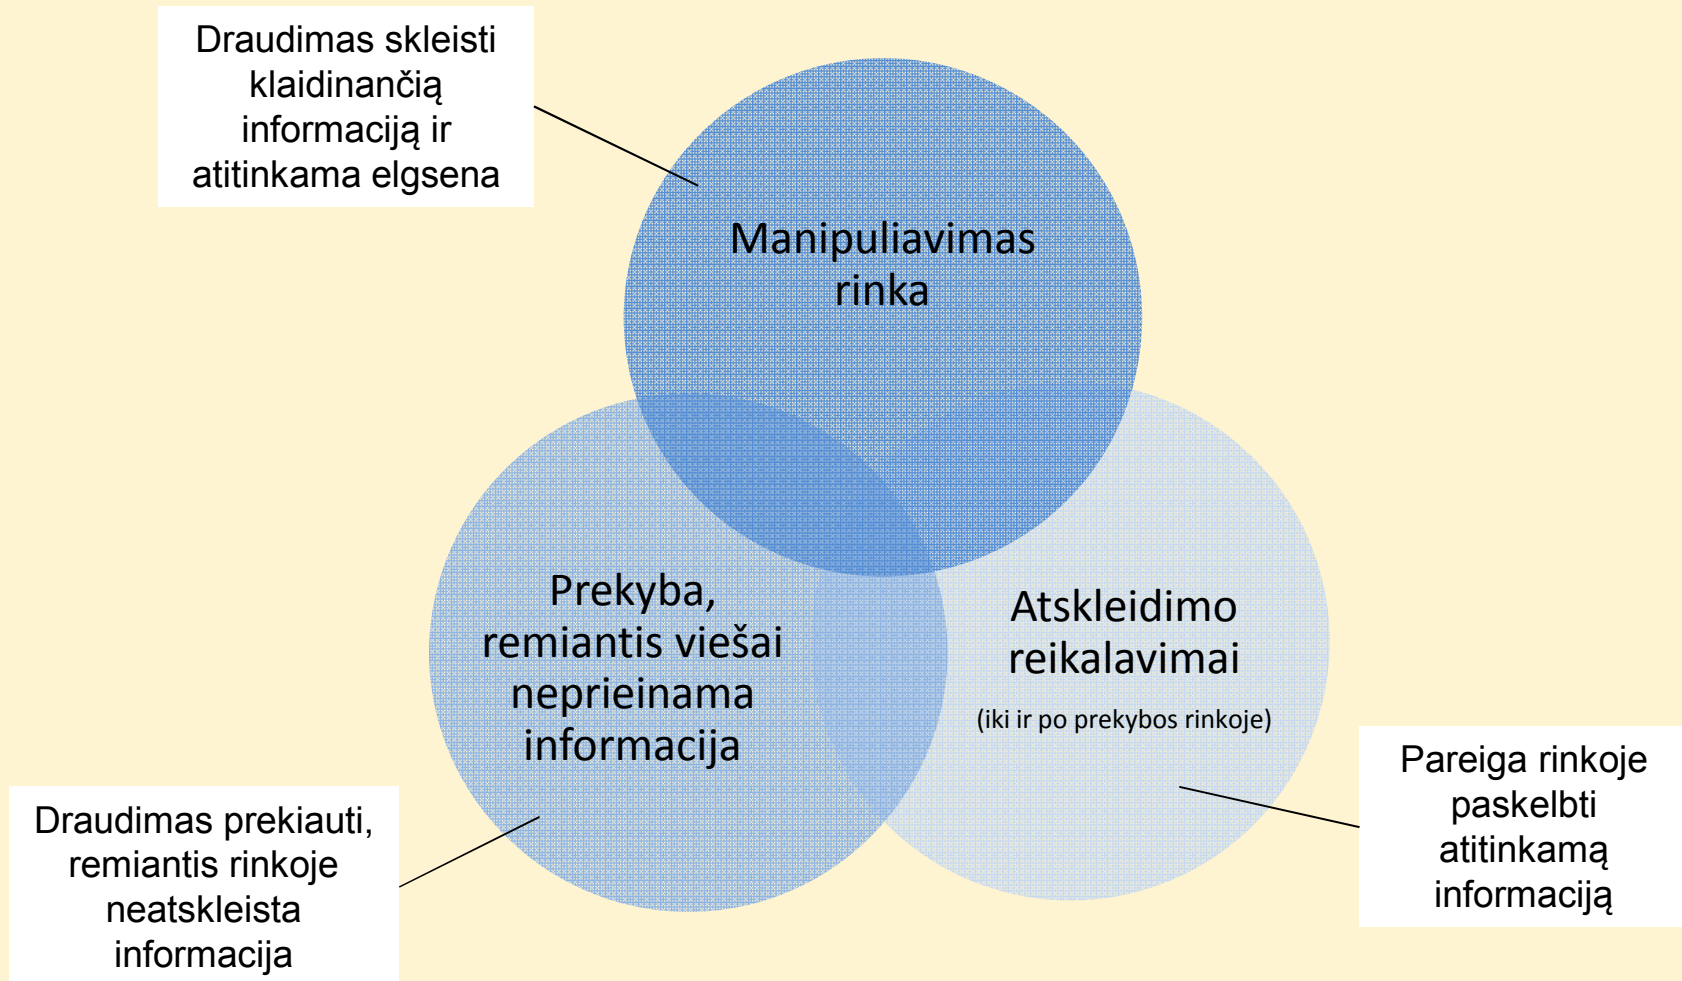 Draudimas skleisti
klaidinančią
informaciją ir
atitinkama elgsena
Manipuliavimas
rinka
Prekyba,
remiantis viešai
neprieinama
informacija
Atskleidimo
reikalavimai
(iki ir po prekybos rinkoje)
Draudimas prekiauti,
remiantis rinkoje
neatskleista
informacija
Pareiga rinkoje
paskelbti
atitinkamą
informaciją